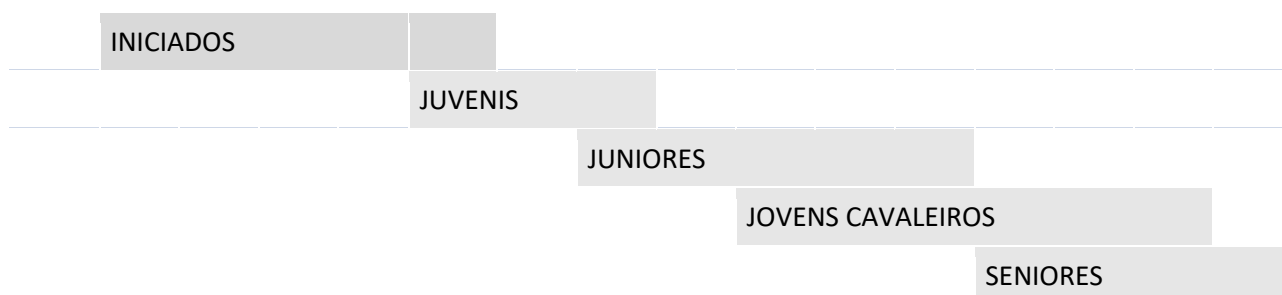 INICIADOS
JUVENIS
JUNIORES
JOVENS CAVALEIROS
SENIORES